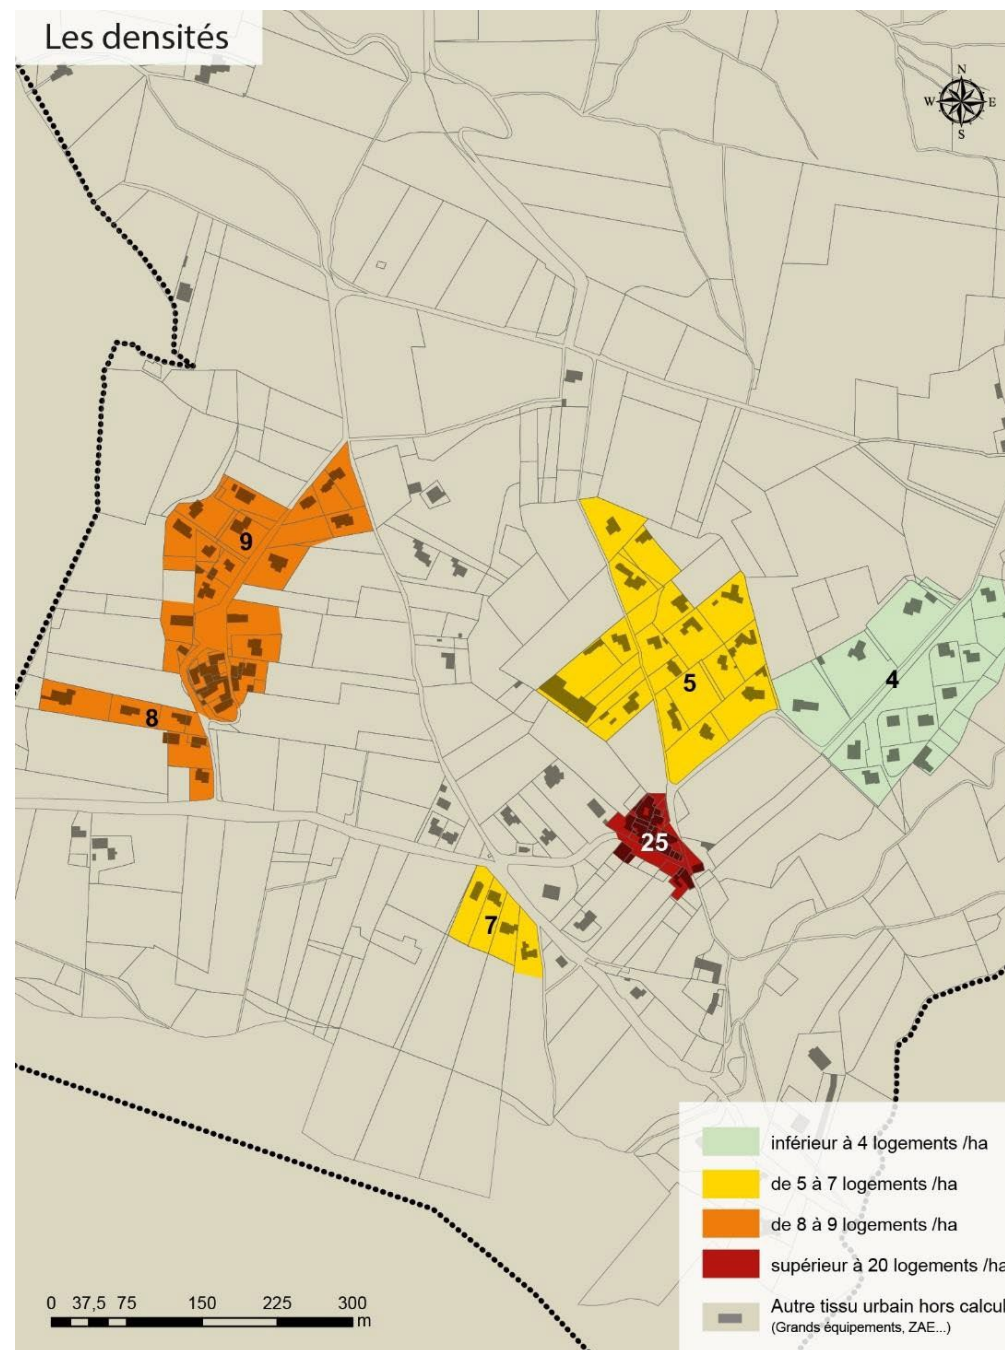 Les densités
N
W E
S
9
8
5
4
25
7
inférieur à 4 logements /ha
de 5 à 7 logements /ha
de 8 à 9 logements /ha
supérieur à 20 logements /ha
Autre tissu urbain hors calcul
(Grands équipements, ZAE...)
0 37,5 75 150 225 300
m